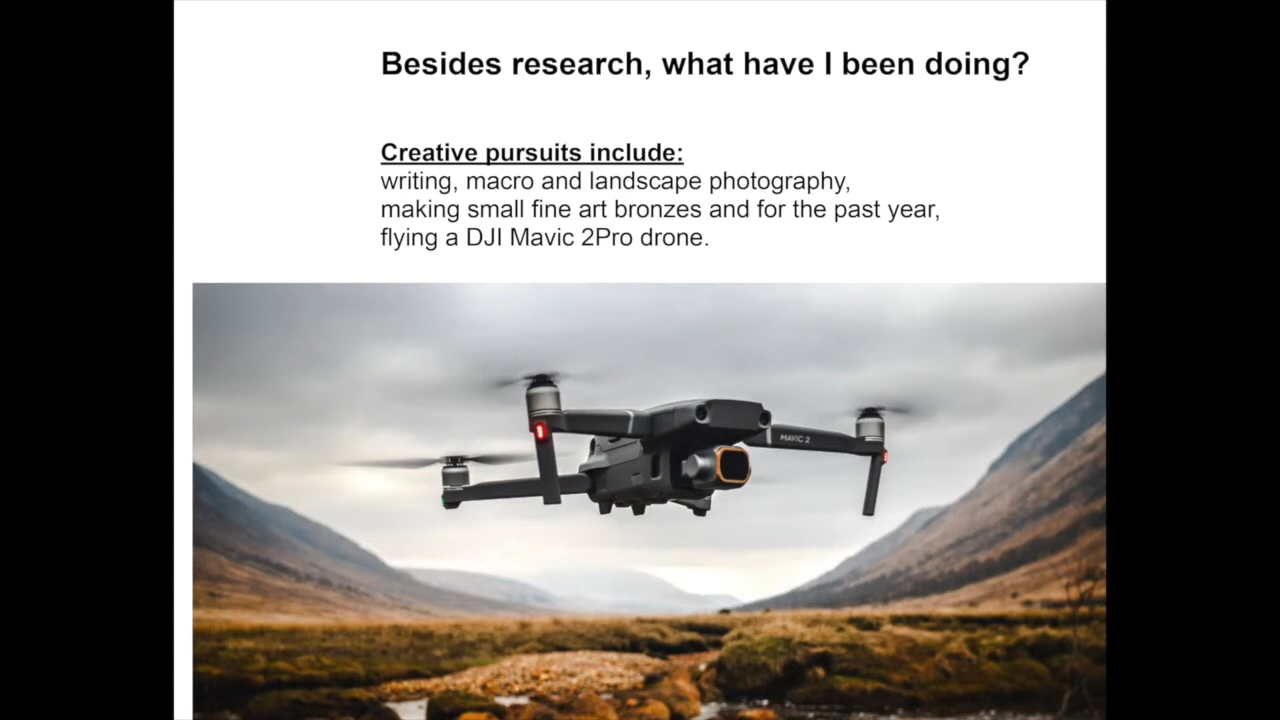 Besides research, what have I been doing?
Creative pursuits include:
writing, macro and landscape photography,
making small fine art bronzes and for the past year,
flying a DJI Mavic 2Pro drone.
MAVIC 2